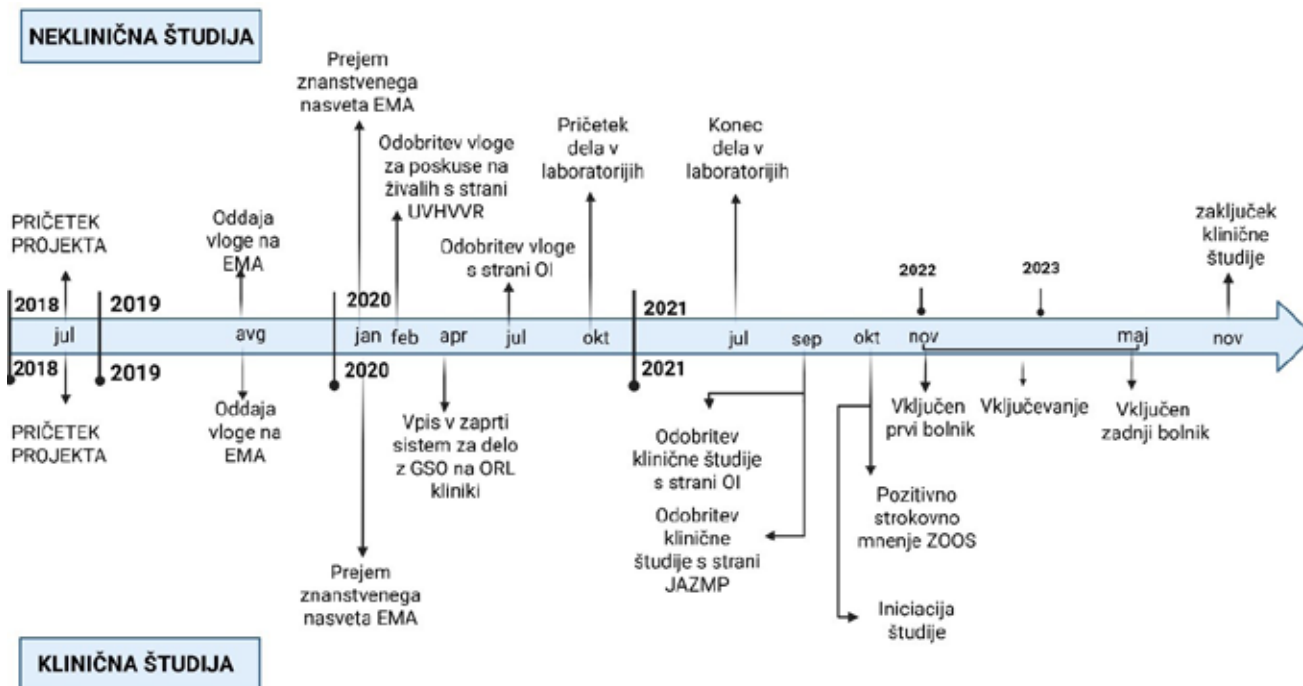 NEKLINIČNA ŠTUDIJA
Prejem
znanstvenega
nasveta EMA
Odobritev vloge
za poskuse na
živalih s strani
UVHVVR
Pričetek
dela v
laboratorijih
Konec
dela v
laboratorijih
PRIČETEK
PROJEKTA
Oddaja
vloge na
EMA
Odobritev vloge
s strani OI
zaključek
klinične
študije
2018
2019
2020
2021
2022
2023
jul
avg
jan
feb
apr
jul
okt
jul
sep
okt
nov
maj
nov
2018
2019
2020
2021
PRIČETEK
PROJEKTA
Oddaja
vloge na
EMA
Vpis v zaprti
sistem za delo
z GSO na ORL
kliniki
Prejem
znanstvenega
nasveta EMA
Odobritev
klinične študije
s strani OI
Odobritev
klinične
študije s strani
JAZMP
Vključen
prvi bolnik
Vključevanje
Vključen
zadnji bolnik
Pozitivno
strokovno
mnenje ZOOS
Iniciacija
študije
KLINIČNA ŠTUDIJA